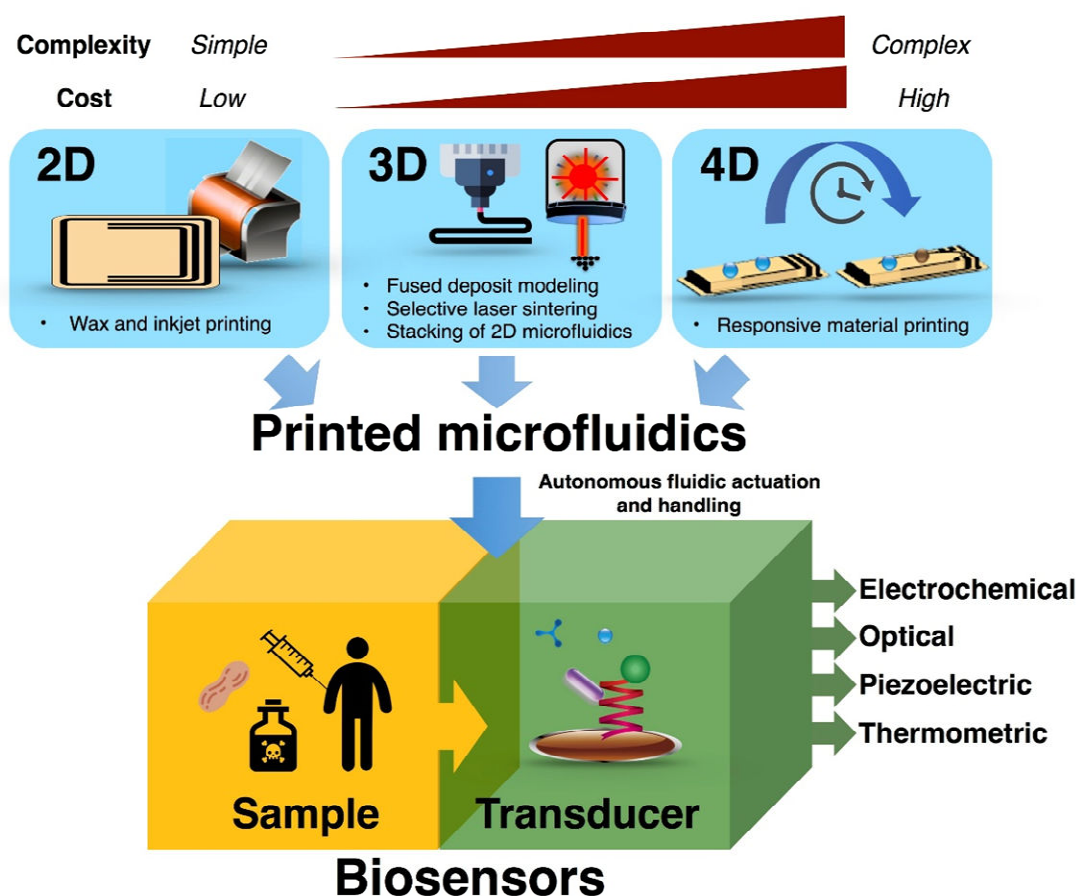 Complexity Simple Complex
Cost Low High
2D
• Wax and inkjet printing
3D
• Fused deposit modeling
• Selective laser sintering
• Stacking of 2D microfluidics
4D
• Responsive material printing
Printed microfluidics
Autonomous fluidic actuation
and handling
Electrochemical
Optical
Piezoelectric
Thermometric
Sample
Transducer
Biosensors